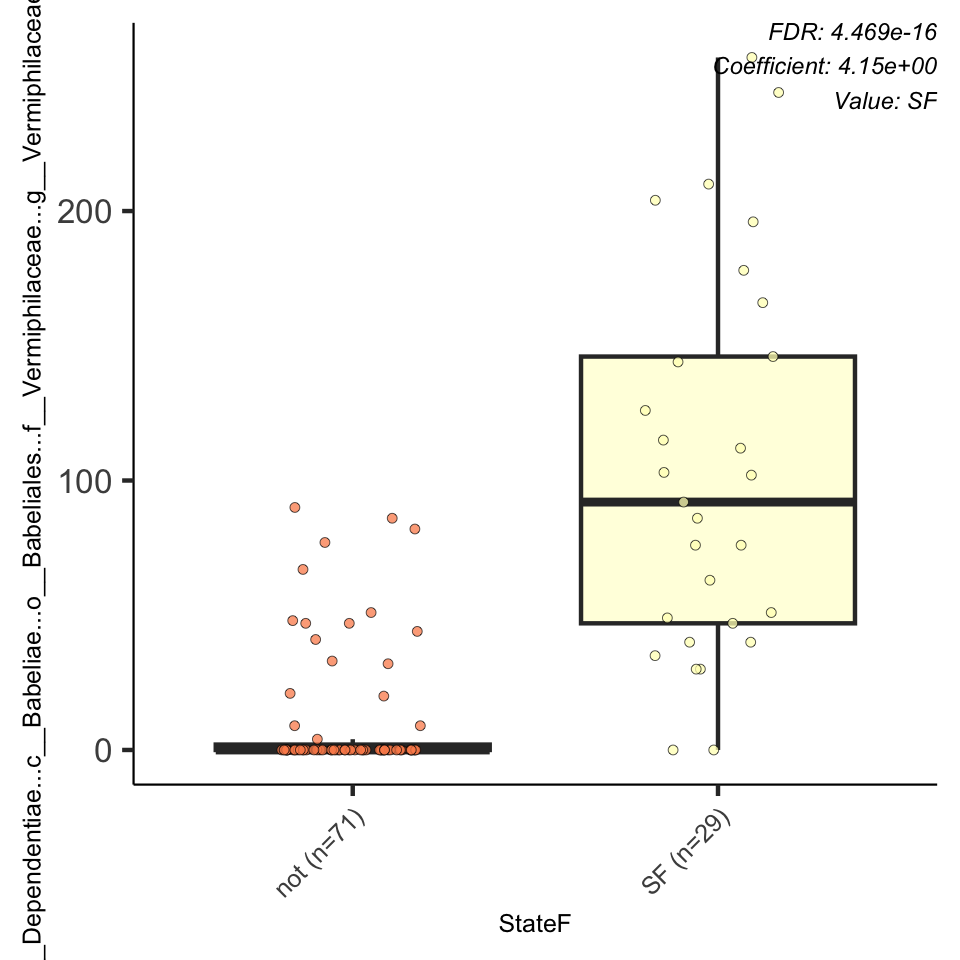 FDR: 4.469e-16
Coefficient: 4.15e+00
Value: SF
_Dependentiae...c__Babeliae...o__Babeliales...f__Vermiphilaceae...g__Vermiphilaceae
200
100
0
not (n=71)
SF (n=29)
StateF